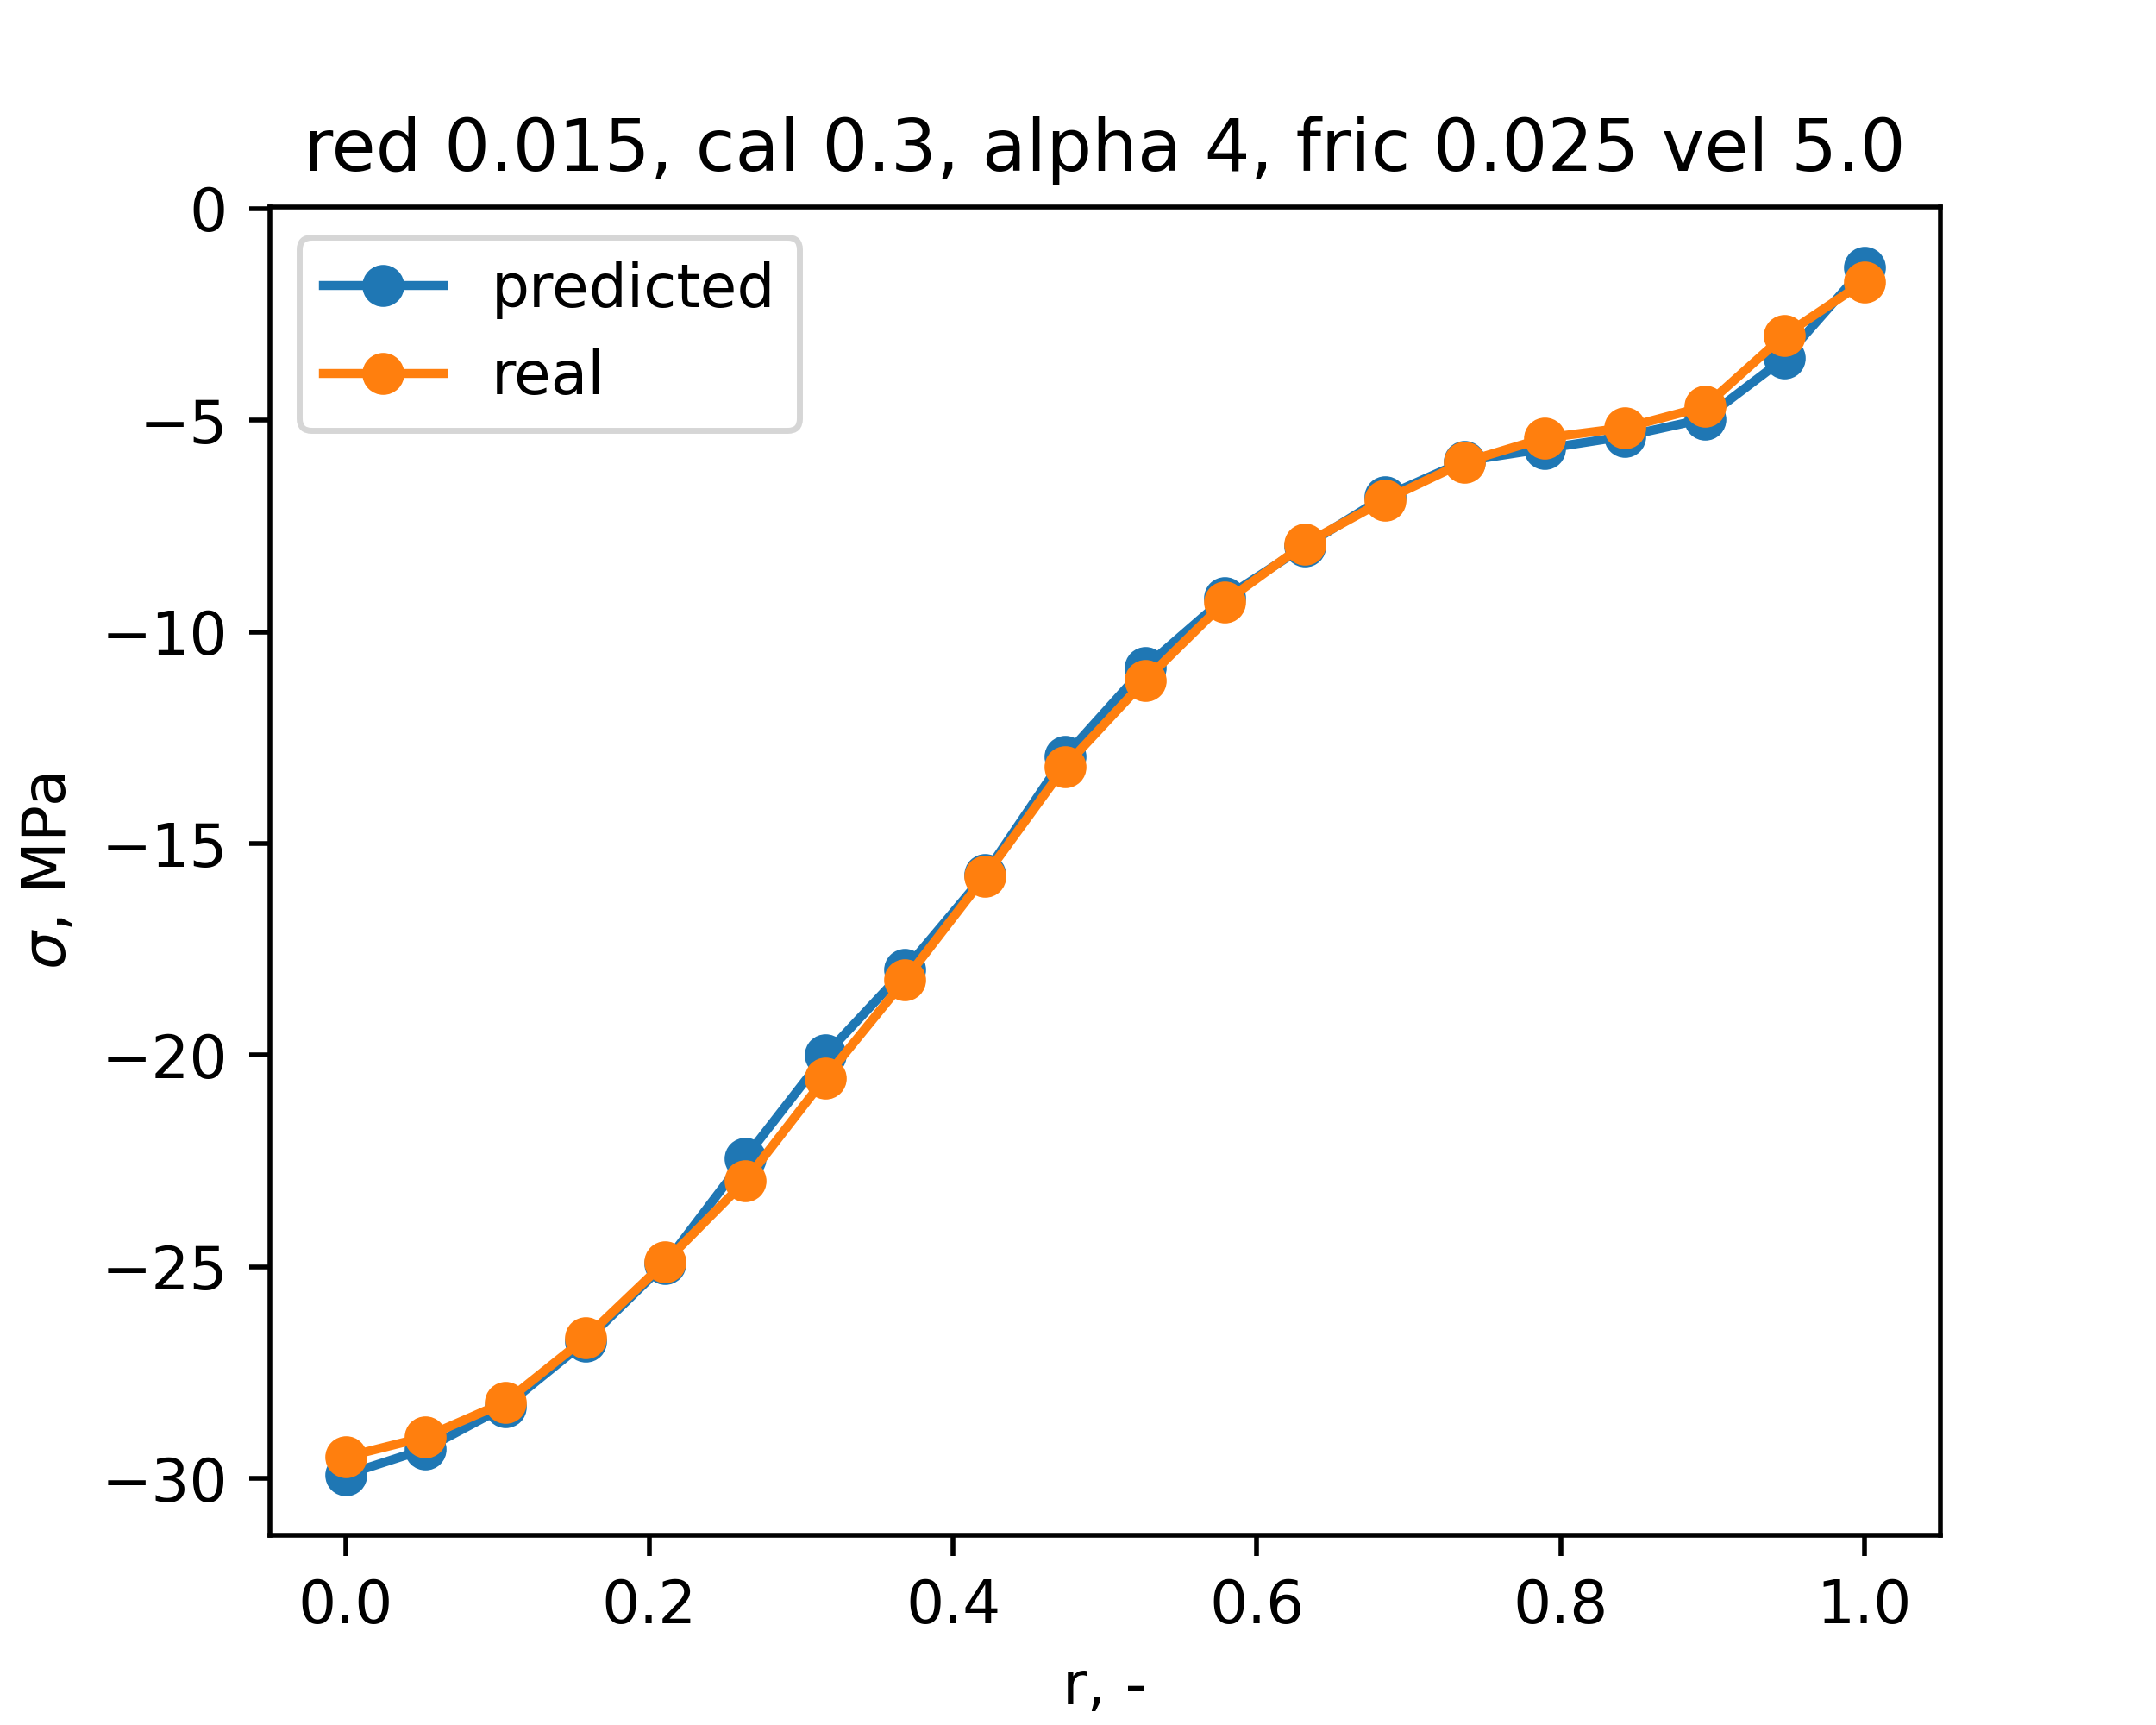 red 0.015, cal 0.3, alpha 4, fric 0.025 vel 5.0
predicted
real
0
−5
−10
−15
−20
−25
−30
σ, MPa
0.0 0.2 0.4 0.6 0.8 1.0
r, -